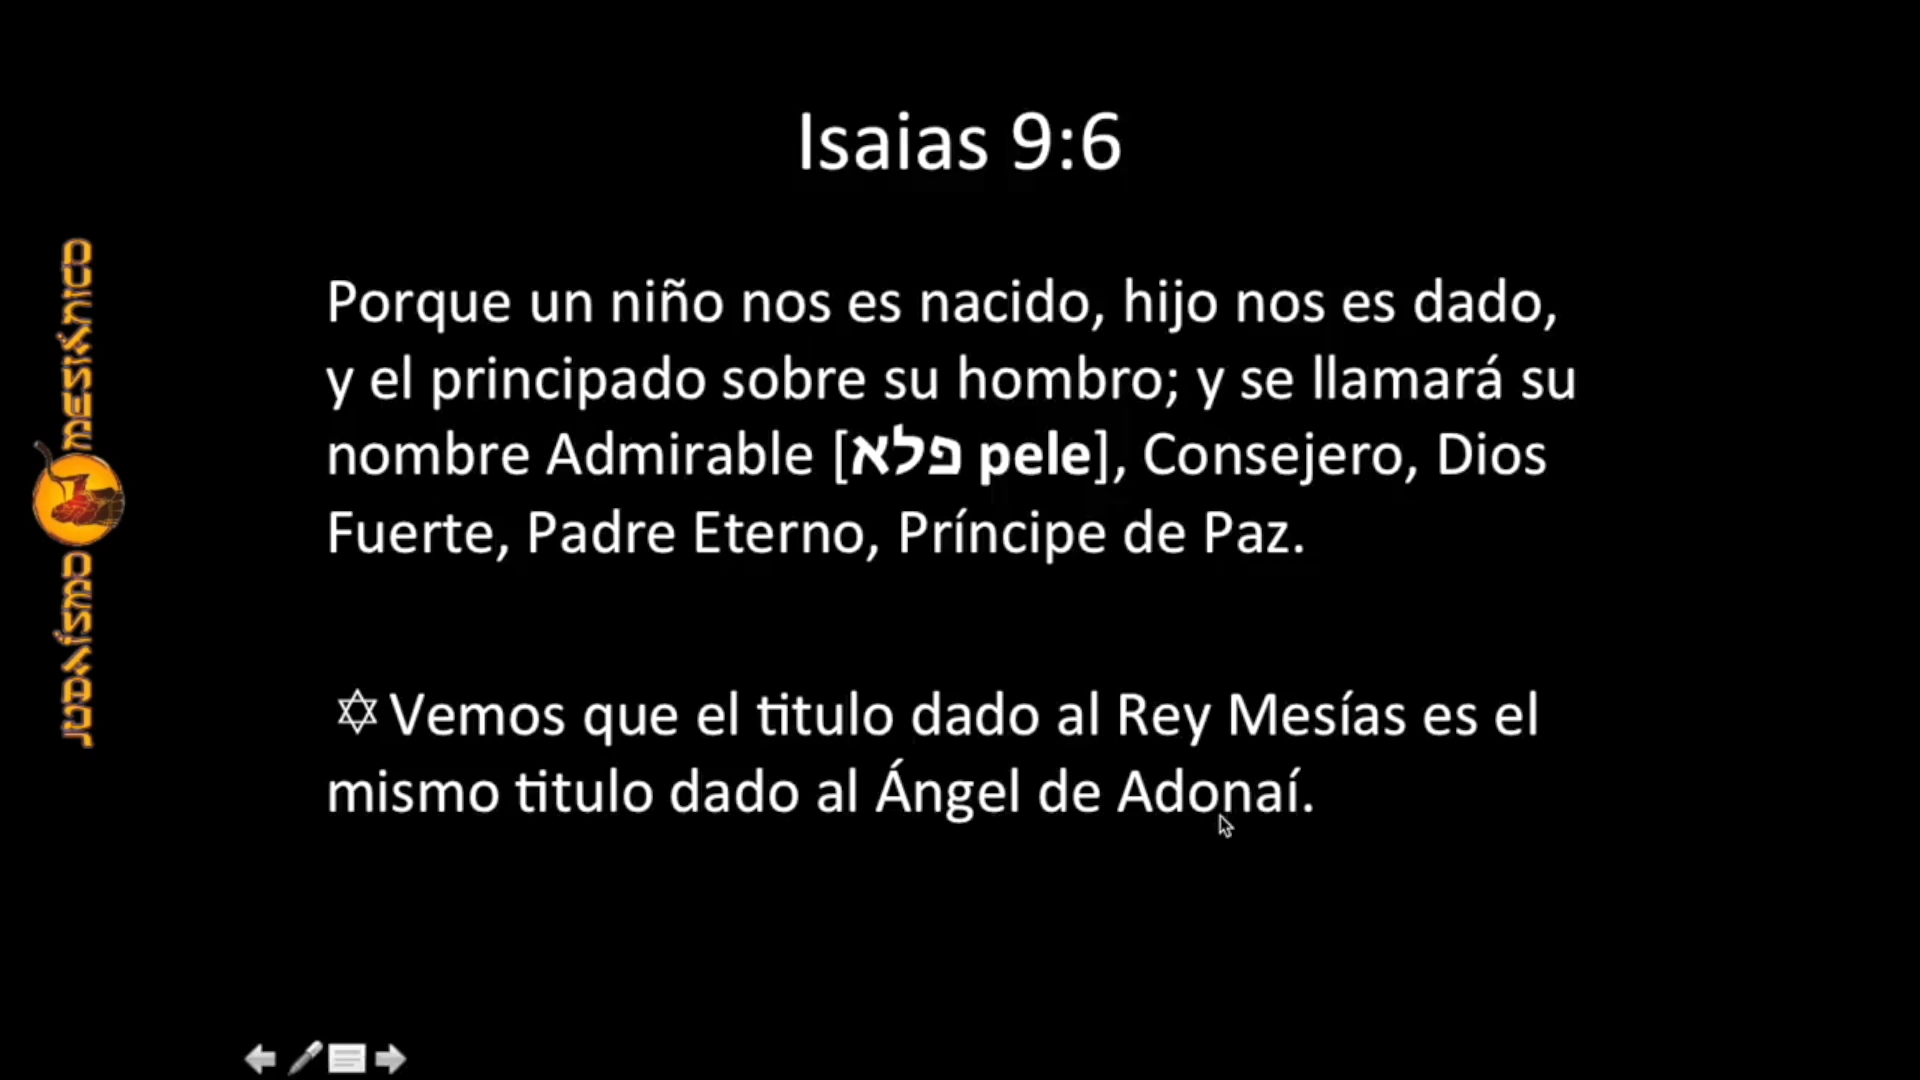 Isaias 9:6
Porque un niño nos es nacido, hijo nos es dado,
y el principado sobre su hombro; y se llamará su
nombre Admirable [פלא pele], Consejero, Dios
Fuerte, Padre Eterno, Príncipe de Paz.
✡Vemos que el titulo dado al Rey Mesías es el
mismo titulo dado al Ángel de Adonaí.
JUDAÍSMO MESIÁNICO